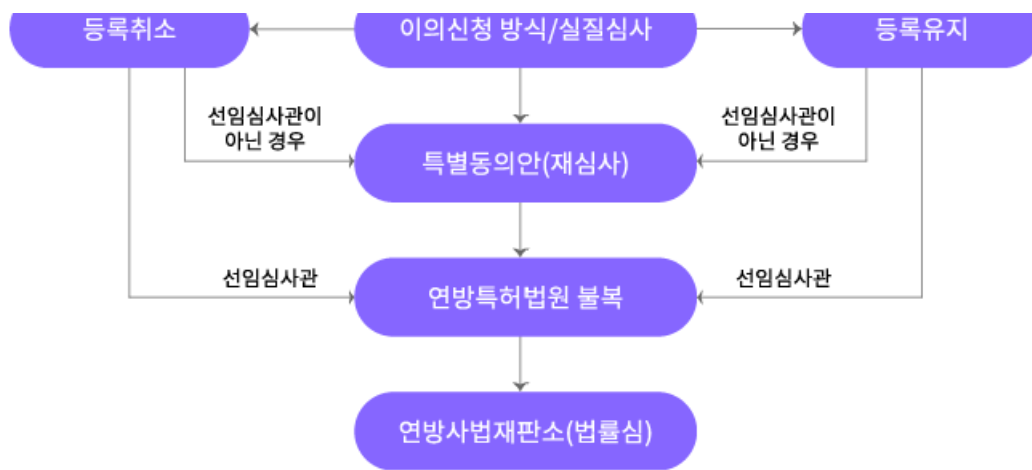 등록취소
이의신청 방식/실질심사
등록유지
선임심사관이
아닌 경우
선임심사관이
아닌 경우
특별동의안(재심사)
선임심사관
선임심사관
연방특허법원 불복
연방사법재판소(법률심)